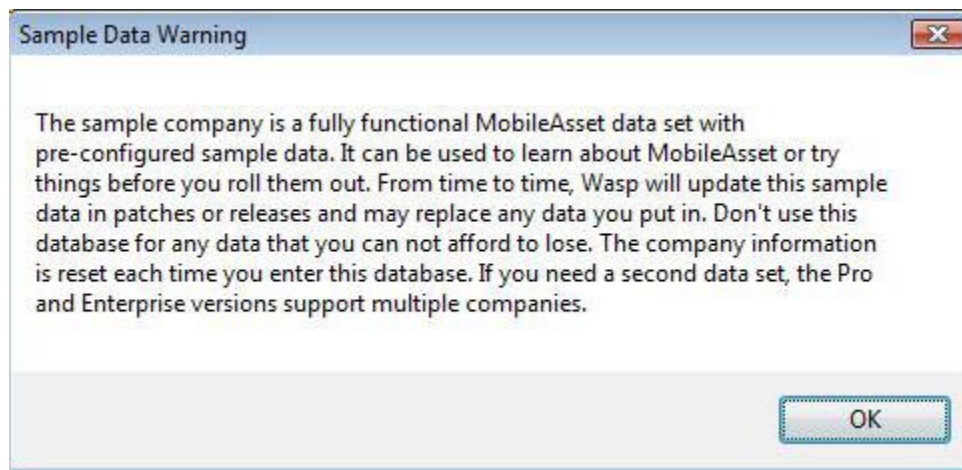 Sample Data Warning
The sample company is a fully functional MobileAsset data set with
pre-configured sample data. It can be used to learn about MobileAsset or try
things before you roll them out. From time to time, Wasp will update this sample
data in patches or releases and may replace any data you put in. Don't use this
database for any data that you can not afford to lose. The company information
is reset each time you enter this database. If you need a second data set, the Pro
and Enterprise versions support multiple companies.
OK